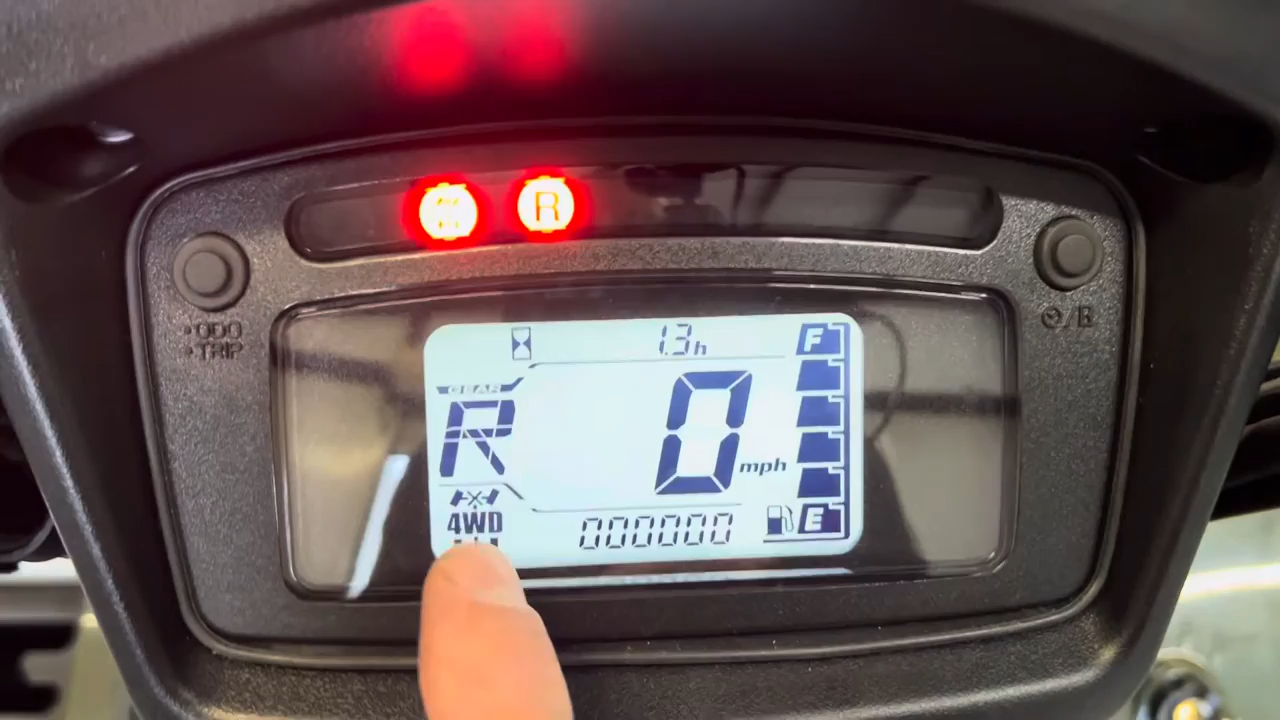 R
ODO
TRIP
/B
1.3h
F
GEAR
R
0 mph
4WD
000000
E